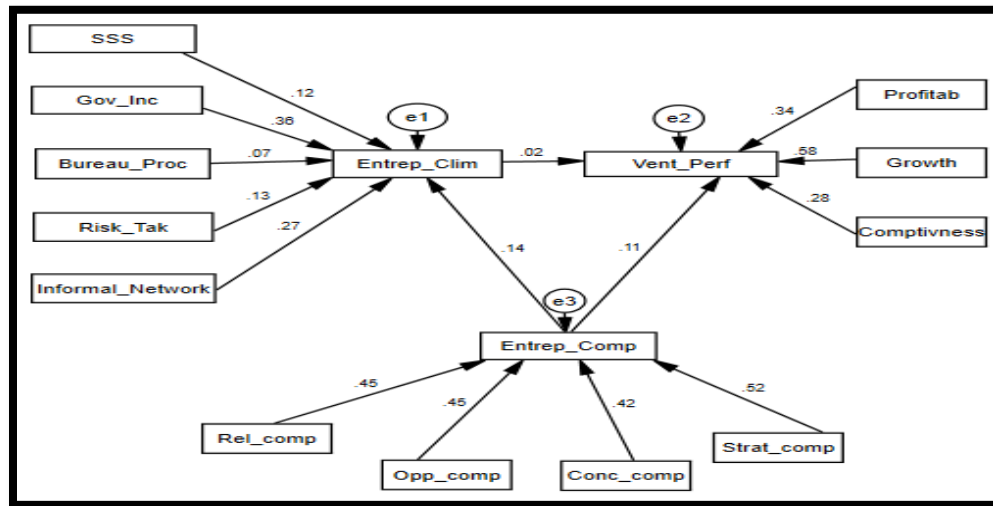 SSS
.12
Gov_Inc
.36
e1
e2
.34
Profitab
Bureau_Proc
.07
Entrep_Clim
.02
Vent_Perf
.58
Growth
Risk_Tak
.13
.28
Comptivness
.27
Informal_Network
.14
.11
e3
Entrep_Comp
.45
.45
.42
.52
Rel_comp
Opp_comp
Conc_comp
Strat_comp